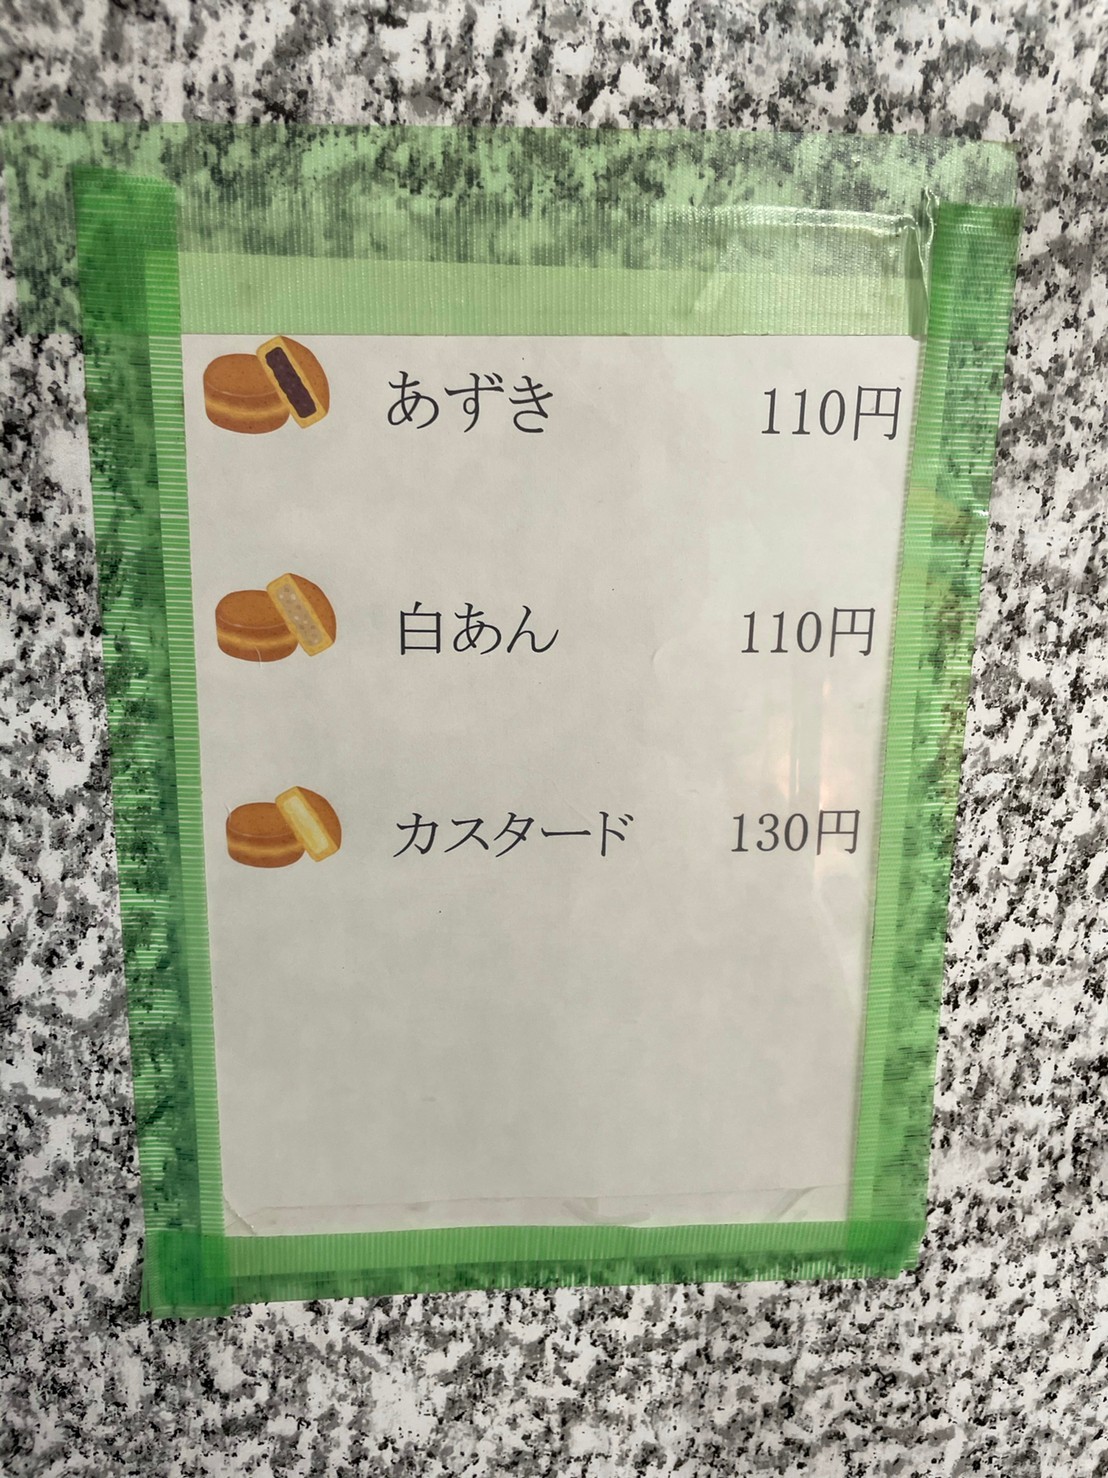 あずき 110円
白あん 110円
カスタード 130円